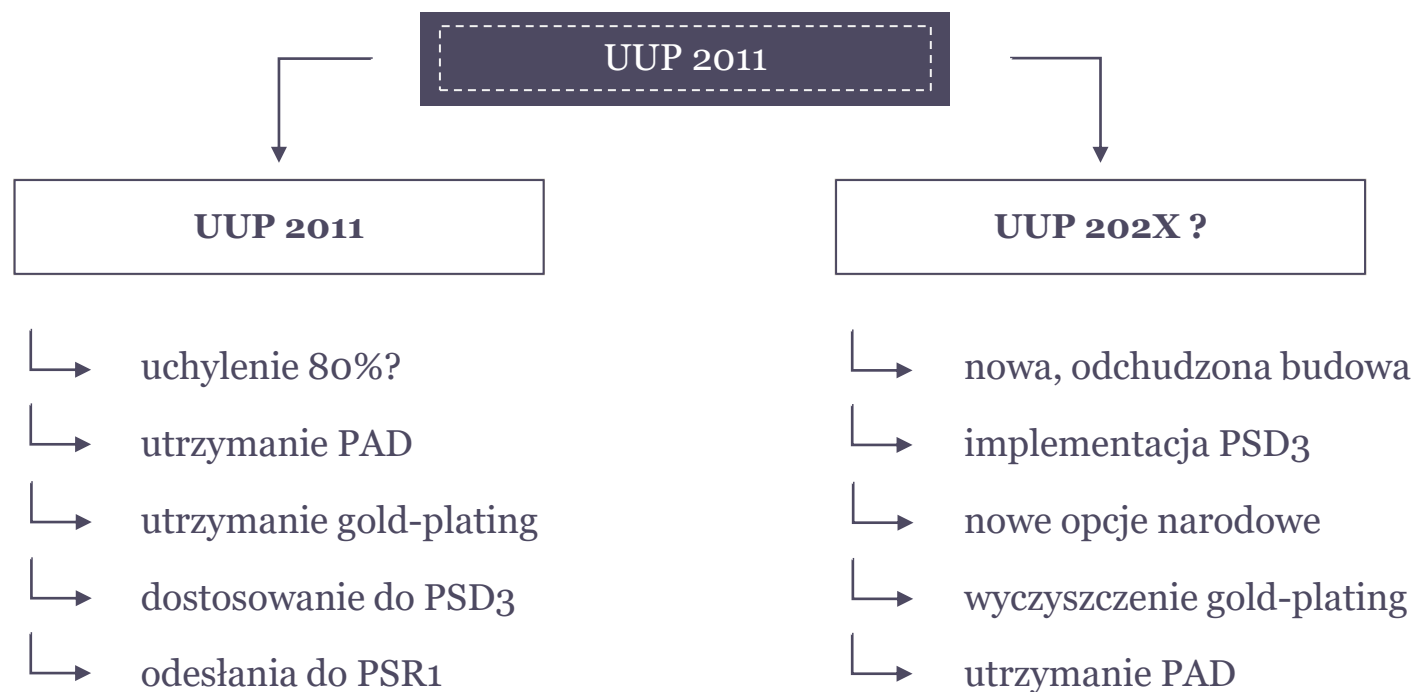 UUP 2011
UUP 2011
uchylenie 80%?
utrzymanie PAD
utrzymanie gold-plating
dostosowanie do PSD3
odesłania do PSR1
UUP 202X ?
nowa, odchudzona budowa
implementacja PSD3
nowe opcje narodowe
wyczyszczenie gold-plating
utrzymanie PAD